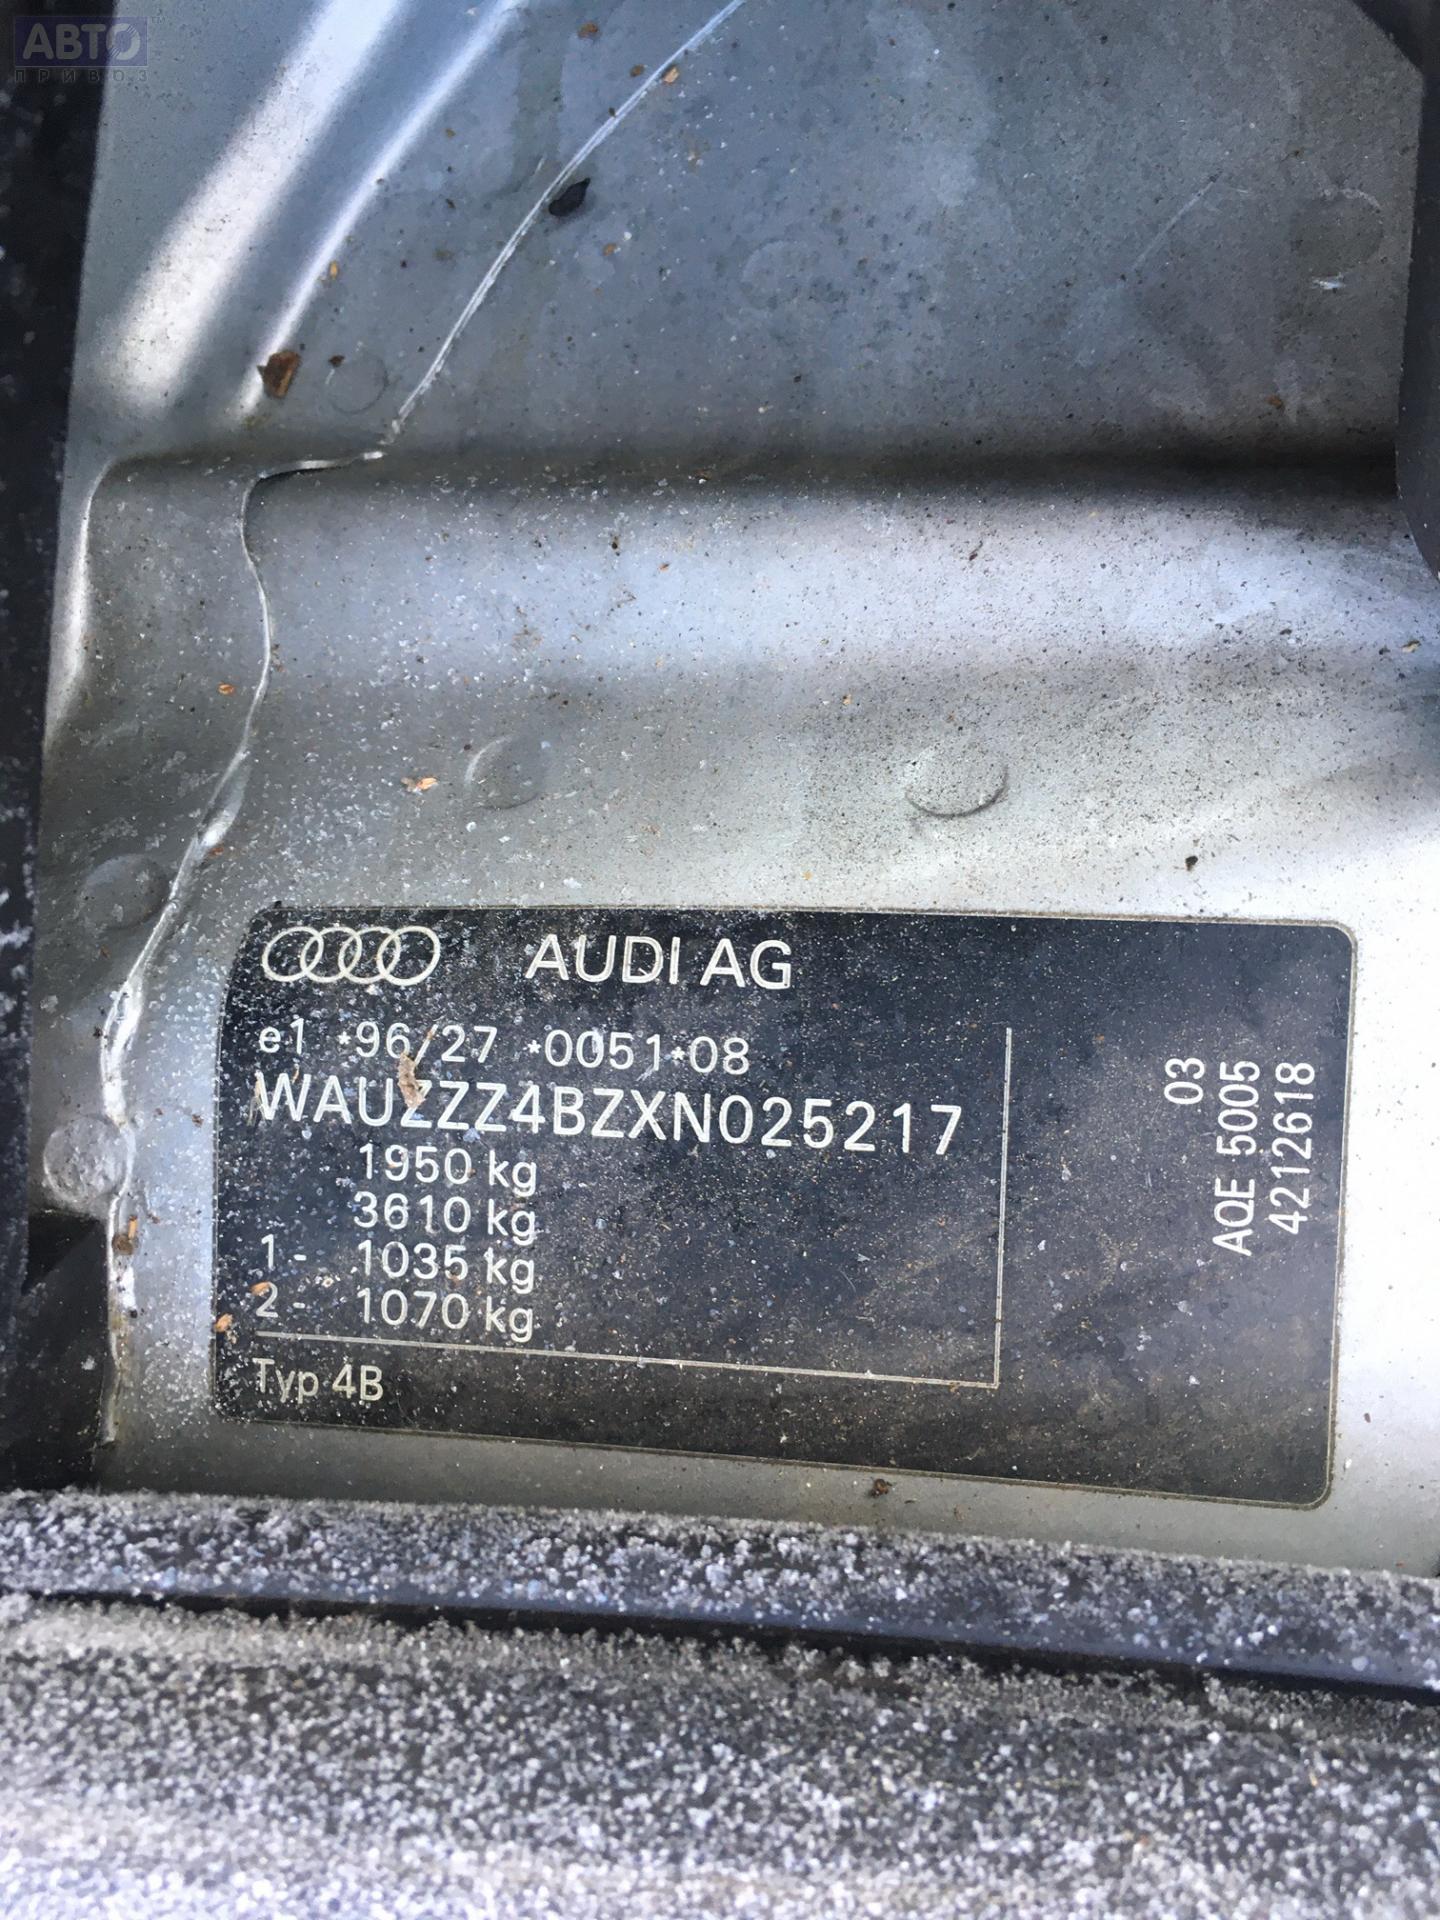 АВТО
ПРИВОЗ
AUDI AG
e1 *96/27 *0051*08
WAUZZZ4BZXN025217
1950 kg
3610 kg
1- 1035 kg
2- 1070 kg
Typ 4B
03
AQE 5005
4212618